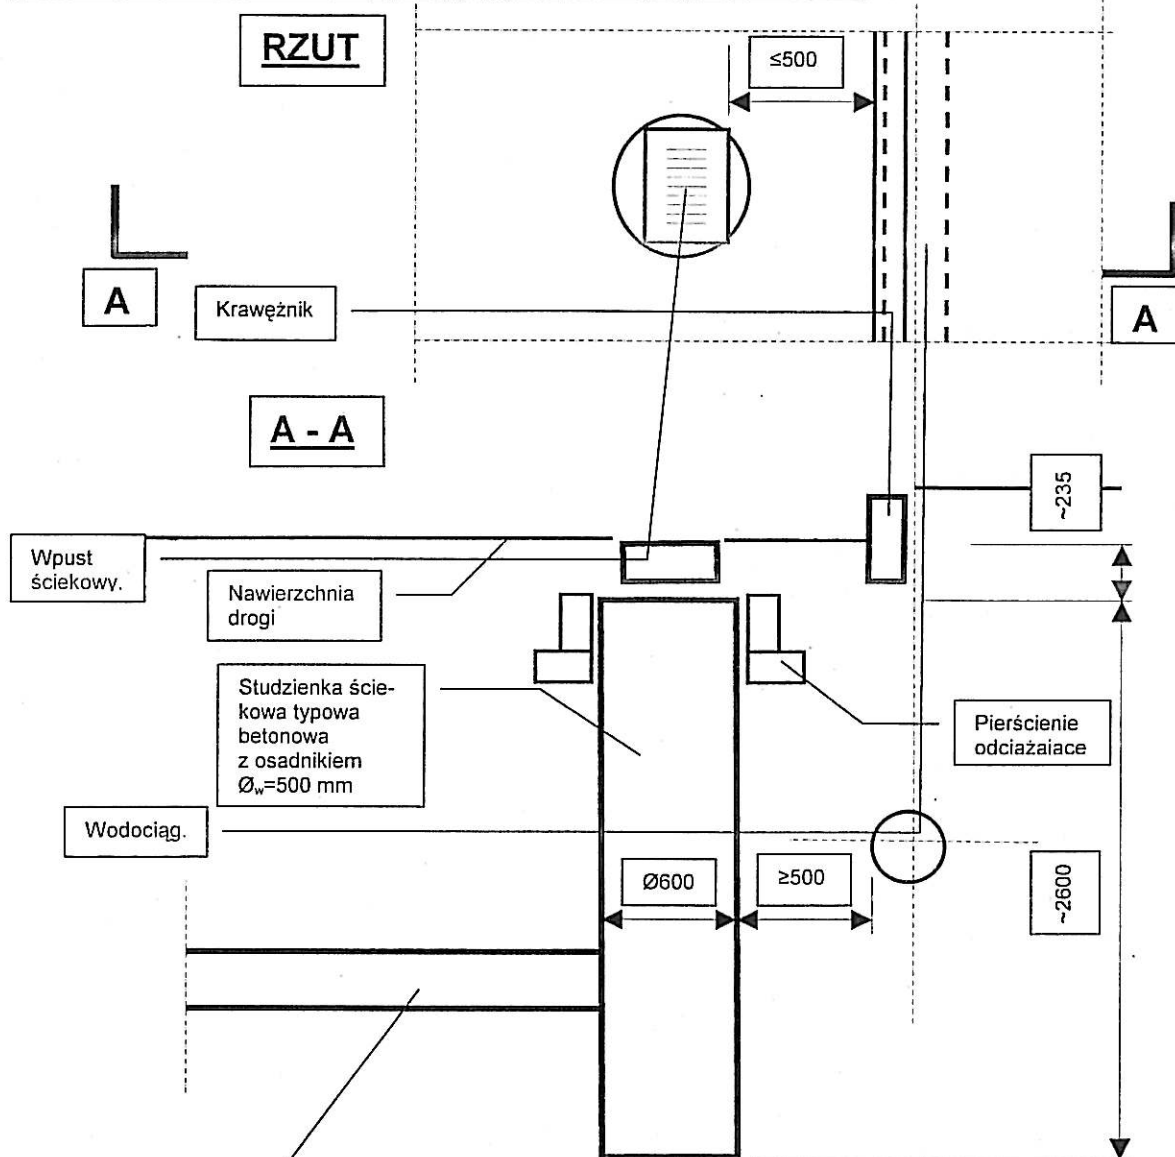 RZUT
≤500
A
Krawężnik
A
A - A
~235
Wpust
ściekowy.
Nawierzchnia
drogi
Studzienka ście-
kowa typowa
betonowa
z osadnikiem
Øw=500 mm
Pierścienie
odciażaiace
Wodociąg.
Ø600
≥500
~2600